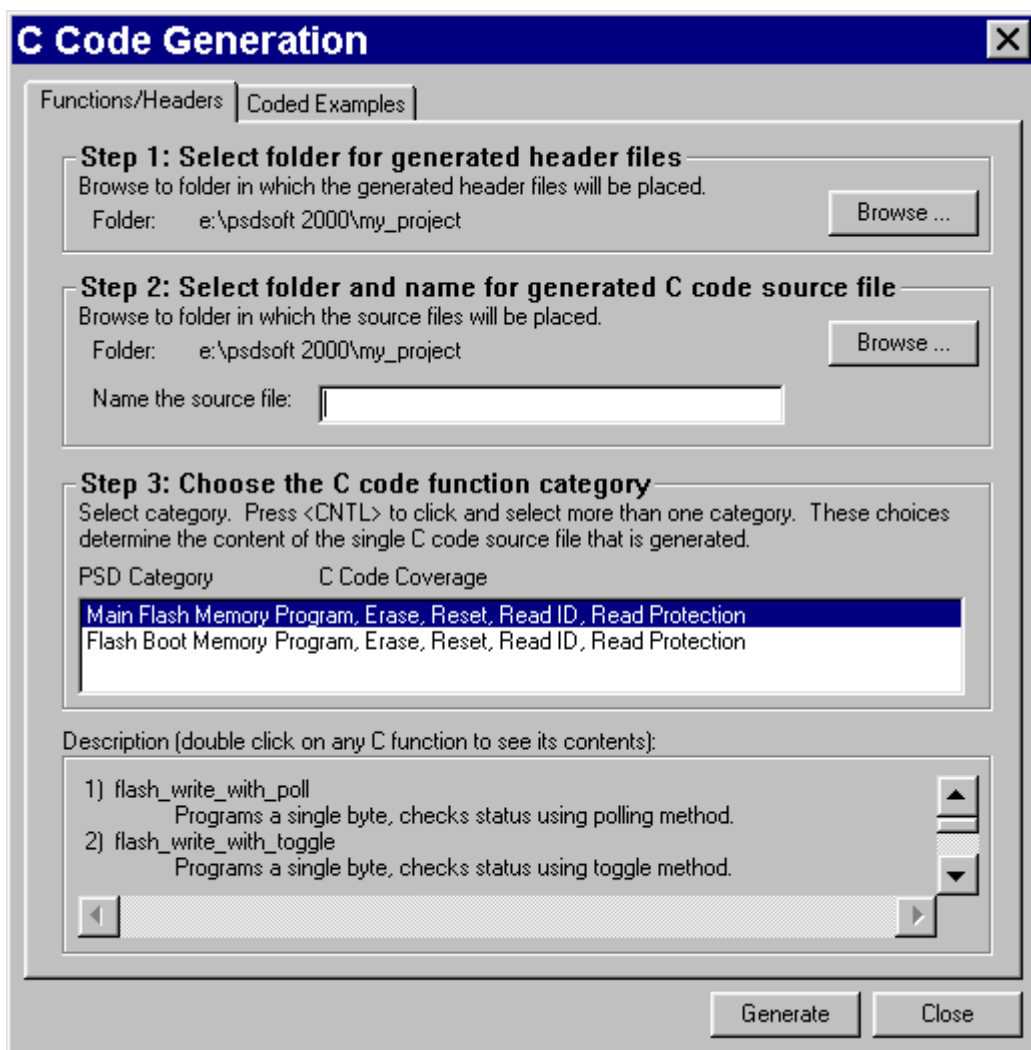 C Code Generation
Functions/Headers
Coded Examples
Step 1: Select folder for generated header files
Browse to folder in which the generated header files will be placed.
Folder: e:\psdsoft 2000\my_project
Browse ...
Step 2: Select folder and name for generated C code source file
Browse to folder in which the source files will be placed.
Folder: e:\psdsoft 2000\my_project
Browse ...
Name the source file:
Step 3: Choose the C code function category
Select category. Press <CNTL> to click and select more than one category. These choices
determine the content of the single C code source file that is generated.
PSD Category C Code Coverage
Main Flash Memory Program, Erase, Reset, Read ID, Read Protection
Flash Boot Memory Program, Erase, Reset, Read ID, Read Protection
Description (double click on any C function to see its contents):
1) flash_write_with_poll
Programs a single byte, checks status using polling method.
2) flash_write_with_toggle
Programs a single byte, checks status using toggle method.
Generate
Close